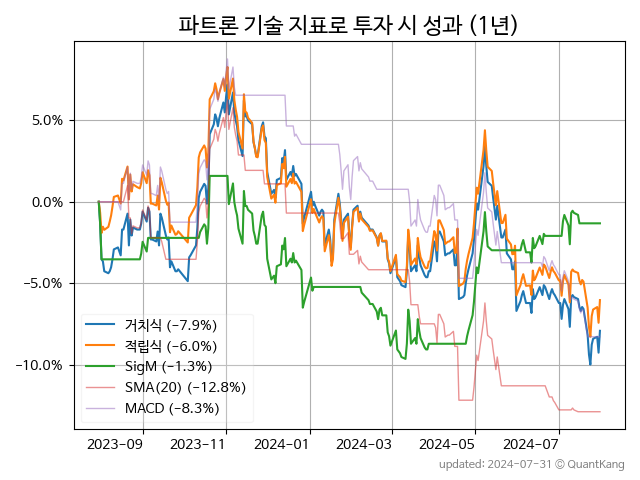 파트론 기술 지표로 투자 시 성과 (1년)
5.0%
0.0%
−5.0%
−10.0%
거치식 (−7.9%)
적립식 (−6.0%)
SigM (−1.3%)
SMA(20) (−12.8%)
MACD (−8.3%)
2023-09 2023-11 2024-01 2024-03 2024-05 2024-07
updated: 2024-07-31 © QuantKang